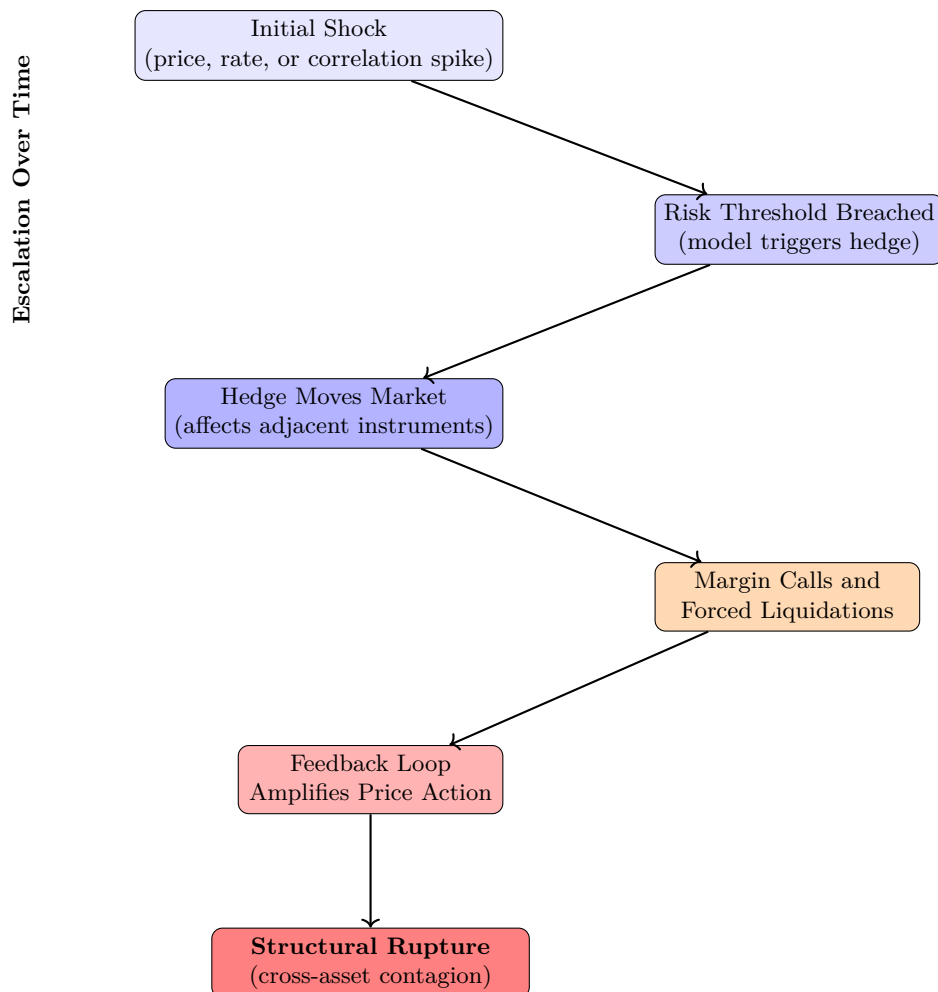 Escalation Over Time
Initial Shock
(price, rate, or correlation spike)
Risk Threshold Breached
(model triggers hedge)
Hedge Moves Market
(affects adjacent instruments)
Margin Calls and
Forced Liquidations
Feedback Loop
Amplifies Price Action
Structural Rupture
(cross-asset contagion)